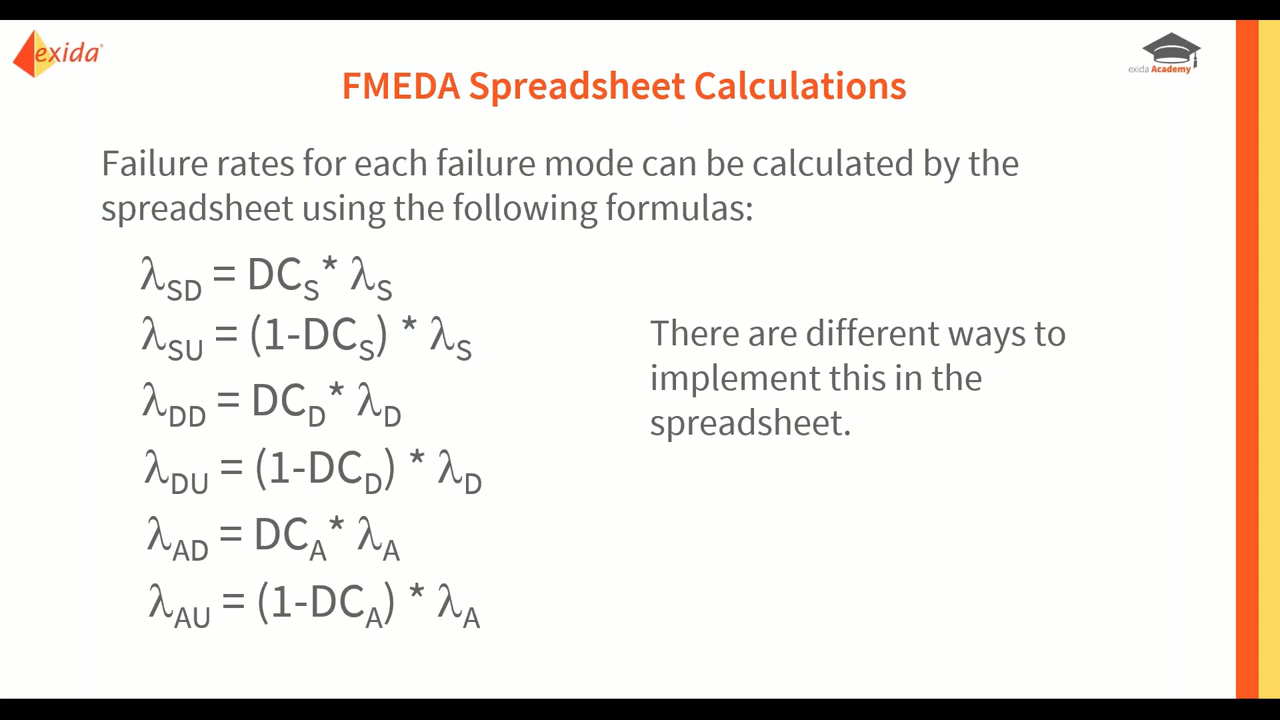 exida®
exida Academy
FMEDA Spreadsheet Calculations
Failure rates for each failure mode can be calculated by the
spreadsheet using the following formulas:
λSD = DCS* λS
λSU = (1-DCS) * λS
λDD = DCD* λD
λDU = (1-DCD) * λD
λAD = DCA* λA
λAU = (1-DCA) * λA
There are different ways to
implement this in the
spreadsheet.